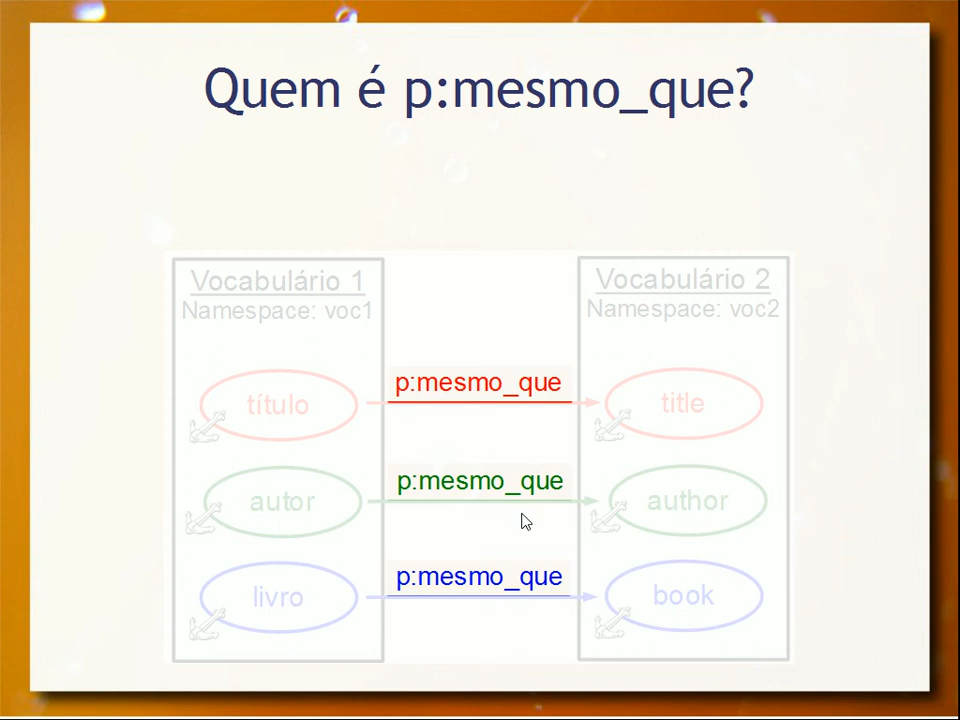 Quem é p:mesmo_que?
Vocabulário 1
Namespace: voc1
Vocabulário 2
Namespace: voc2
título
p:mesmo_que
title
autor
p:mesmo_que
author
livro
p:mesmo_que
book